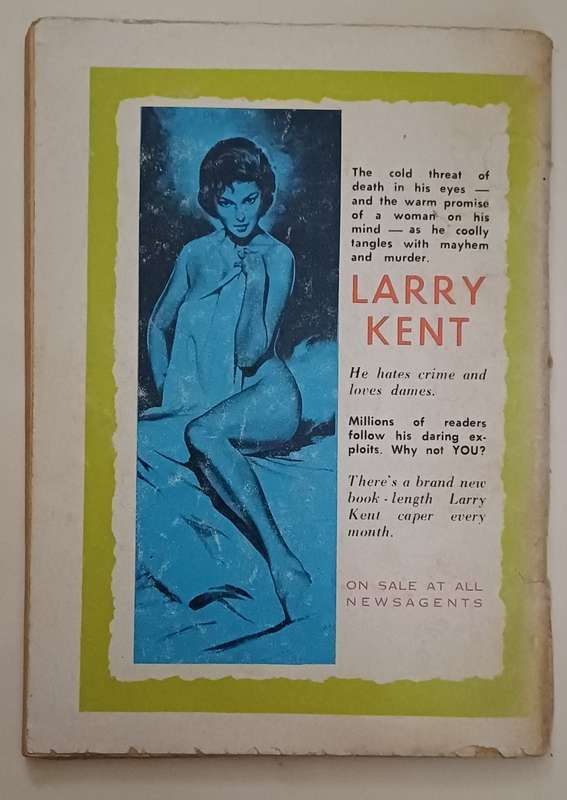 The cold threat of
death in his eyes —
and the warm promise
of a woman on his
mind — as he coolly
tangles with mayhem
and murder.
LARRY
KENT
He hates crime and
loves dames.
Millions of readers
follow his daring ex-
ploits. Why not YOU?
There's a brand new
book-length Larry
Kent caper every
month.
ON SALE AT ALL
NEWSAGENTS